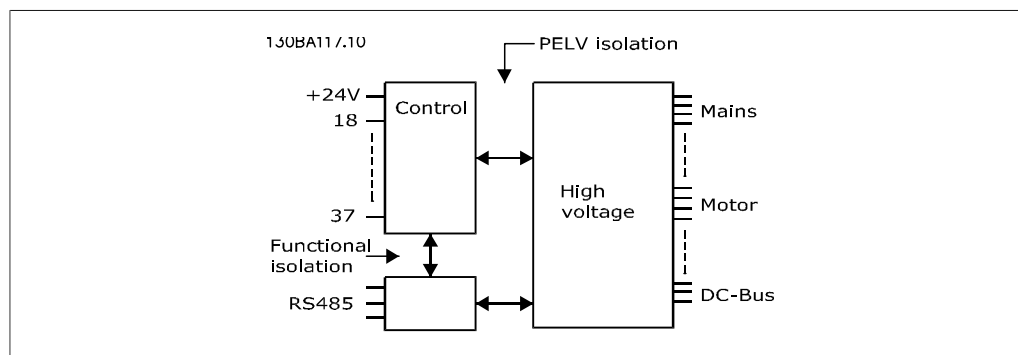 130BA117.10
PELV isolation
+24V
Control
Mains
18
High
voltage
37
Motor
Functional
isolation
RS485
DC-Bus